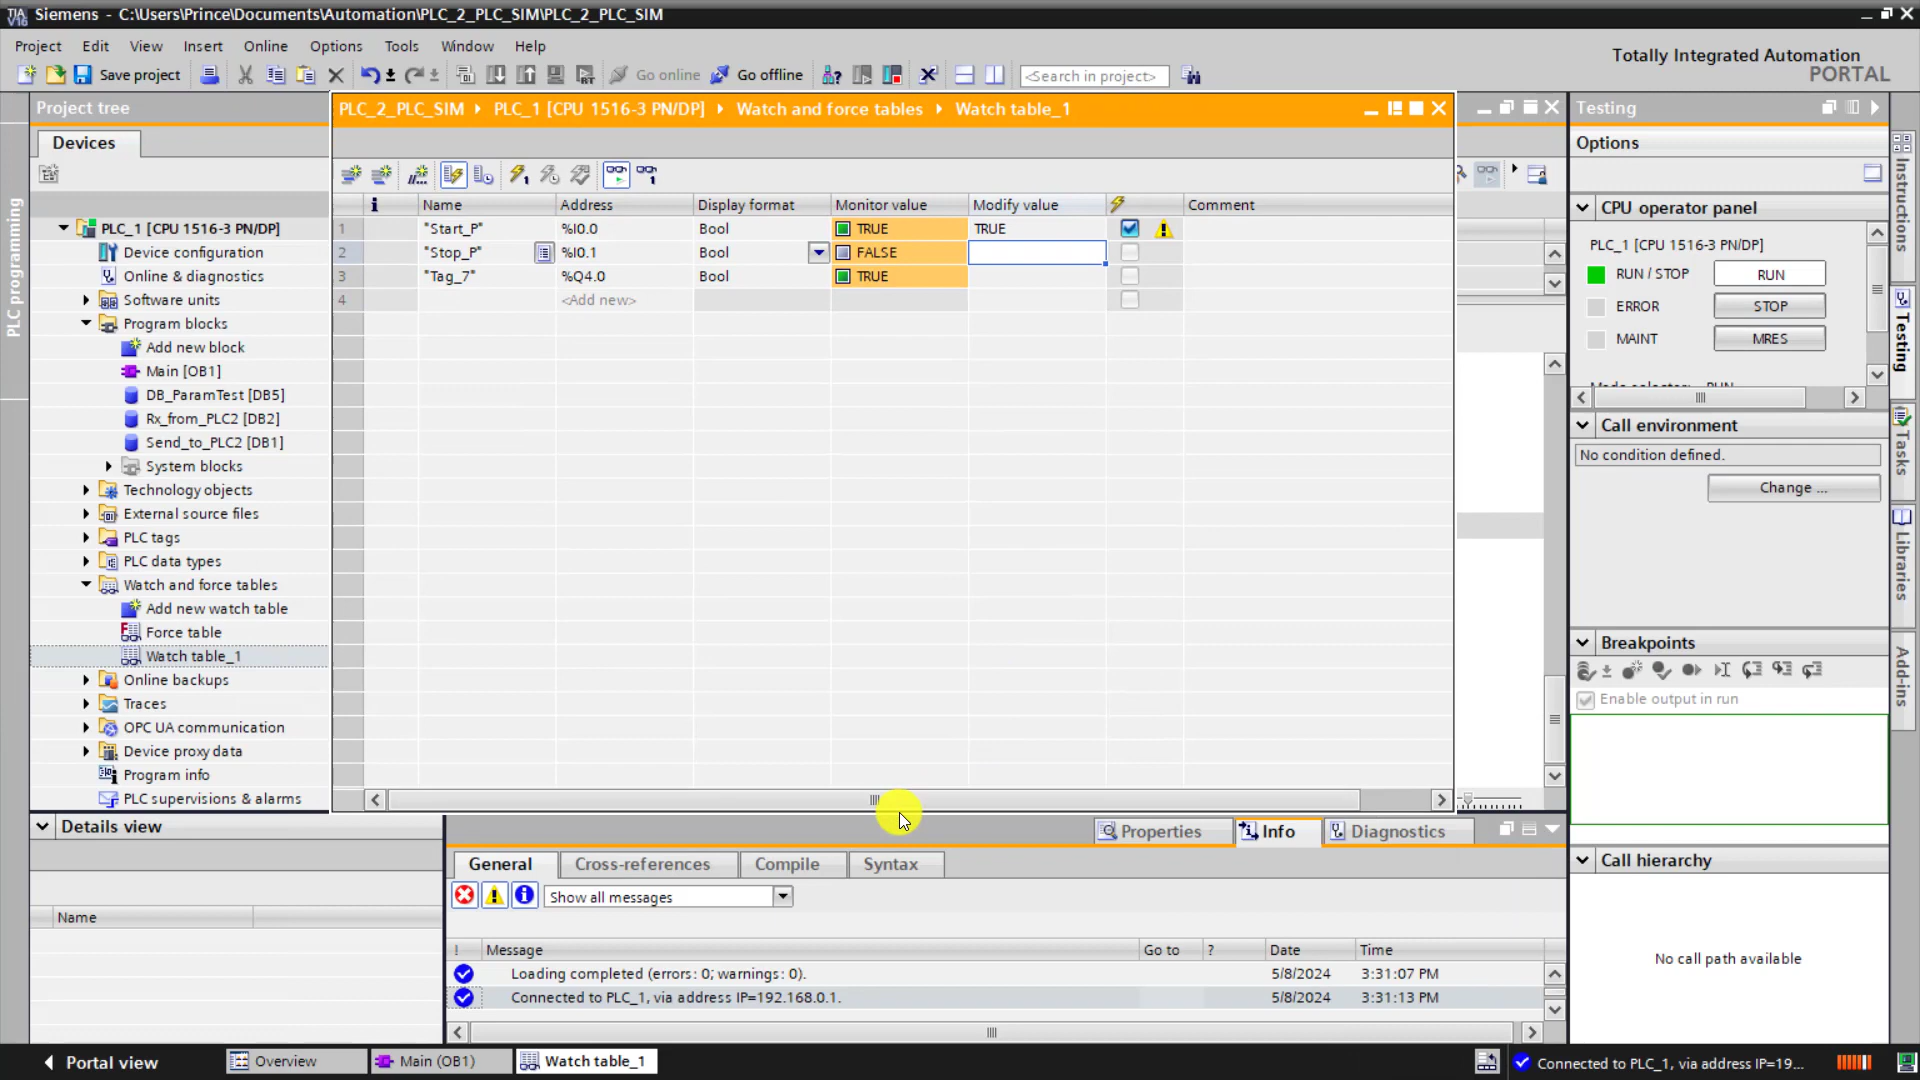 Siemens - C:\Users\Prince\Documents\Automation\PLC_2_PLC_SIM\PLC_2_PLC_SIM
TIA V16
Project Edit View Insert Online Options Tools Window Help
Totally Integrated Automation
PORTAL
Save project Go online Go offline <Search in project>
Project tree
PLC_2_PLC_SIM PLC_1 [CPU 1516-3 PN/DP] Watch and force tables Watch table_1
Testing
Devices
Options
PLC programming
i Name Address Display format Monitor value Modify value Comment
1 "Start_P" %I0.0 Bool TRUE TRUE
2 "Stop_P" %I0.1 Bool FALSE
3 "Tag_7" %Q4.0 Bool TRUE
4 <Add new>
PLC_1 [CPU 1516-3 PN/DP]
Device configuration
Online & diagnostics
Software units
Program blocks
Add new block
Main [OB1]
DB_ParamTest [DB5]
Rx_from_PLC2 [DB2]
Send_to_PLC2 [DB1]
System blocks
Technology objects
External source files
PLC tags
PLC data types
Watch and force tables
Add new watch table
Force table
Watch table_1
Online backups
Traces
OPC UA communication
Device proxy data
Program info
PLC supervisions & alarms
CPU operator panel
PLC_1 [CPU 1516-3 PN/DP]
RUN / STOP RUN
ERROR STOP
MAINT MRES
Call environment
No condition defined.
Change ...
Breakpoints
Enable output in run
Call hierarchy
No call path available
Instructions
Testing
Tasks
Libraries
Add-ins
Details view
Name
Properties Info Diagnostics
General Cross-references Compile Syntax
Show all messages
! Message Go to ? Date Time
Loading completed (errors: 0; warnings: 0). 5/8/2024 3:31:07 PM
Connected to PLC_1, via address IP=192.168.0.1. 5/8/2024 3:31:13 PM
Portal view Overview Main (OB1) Watch table_1 Connected to PLC_1, via address IP=19...